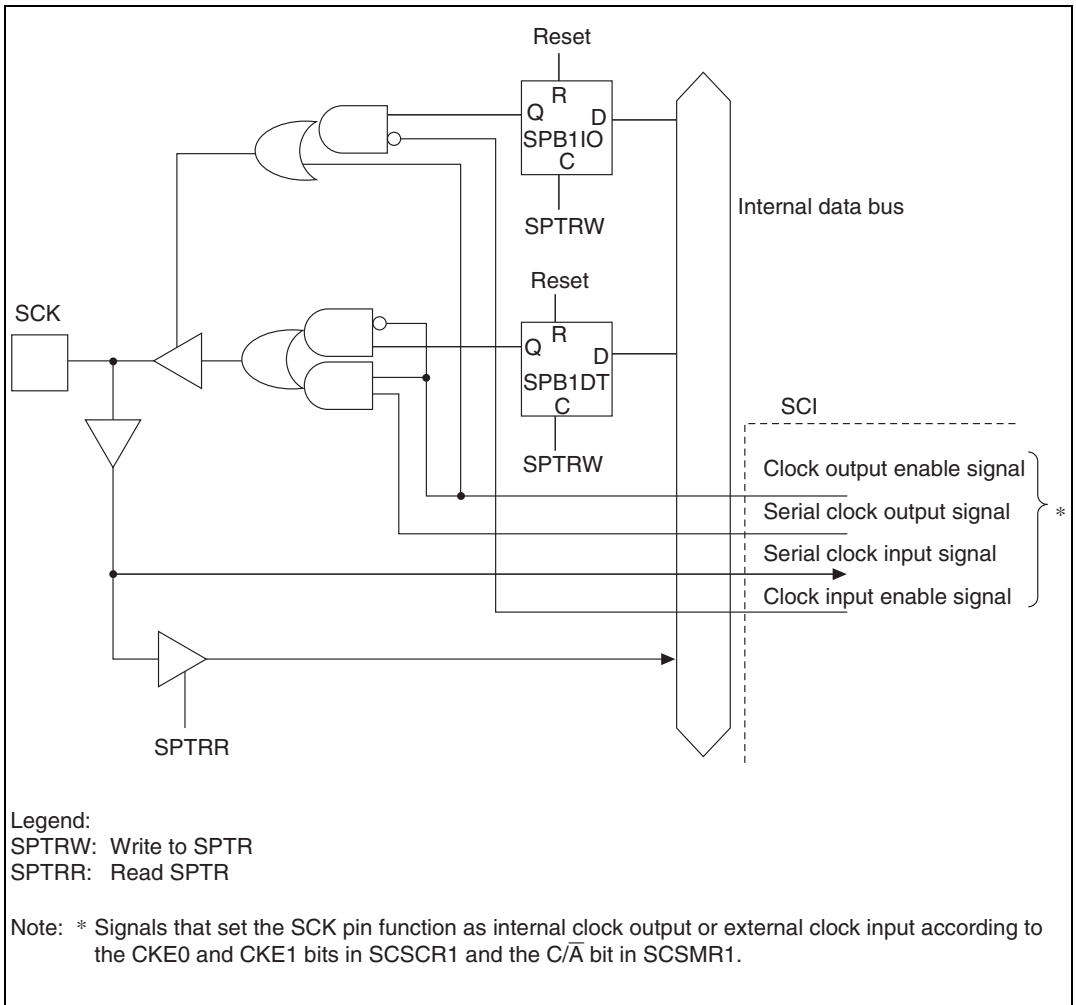 Reset
R
Q
D
SPB1IO
C
SPTRW
Internal data bus
Reset
SCK
R
Q
D
SPB1DT
C
SPTRW
SCI
Clock output enable signal
Serial clock output signal
*
Serial clock input signal
Clock input enable signal
SPTRR
Legend:
SPTRW: Write to SPTR
SPTRR: Read SPTR
Note: * Signals that set the SCK pin function as internal clock output or external clock input according to
the CKE0 and CKE1 bits in SCSCR1 and the C/A̅ bit in SCSMR1.